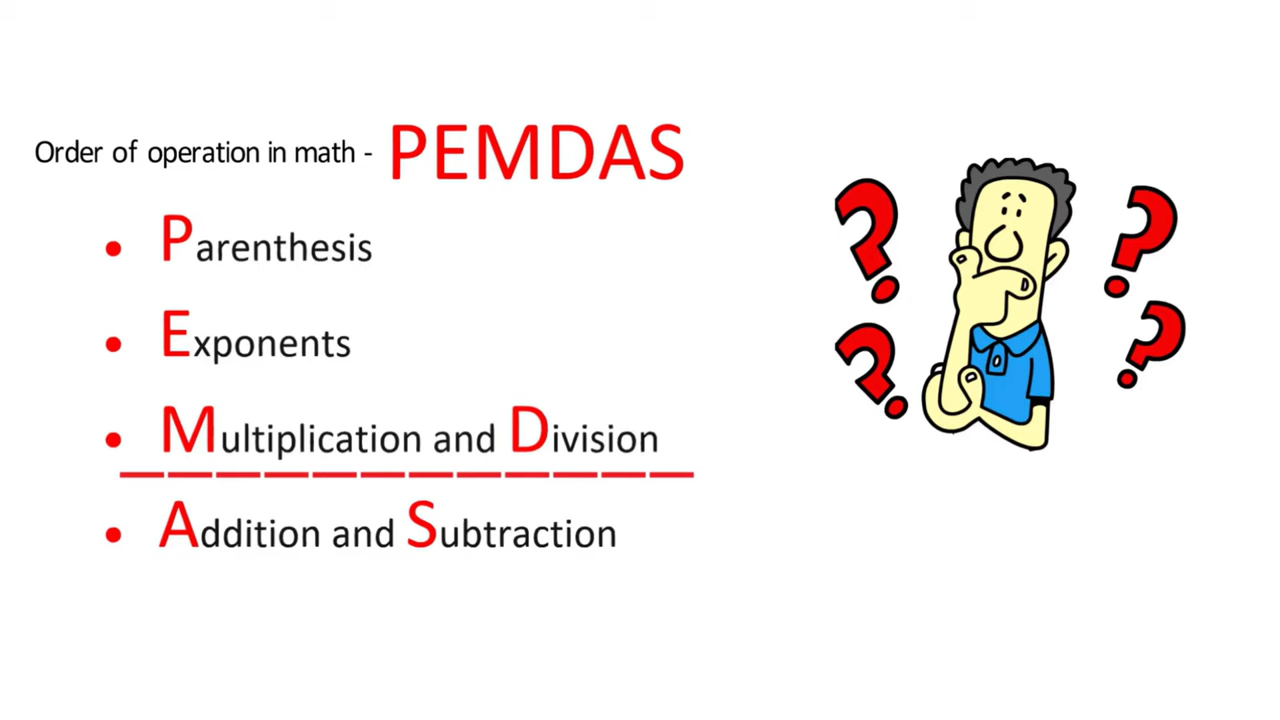 Order of operation in math - PEMDAS
• Parenthesis
• Exponents
• Multiplication and Division
• Addition and Subtraction
? ?
? ?